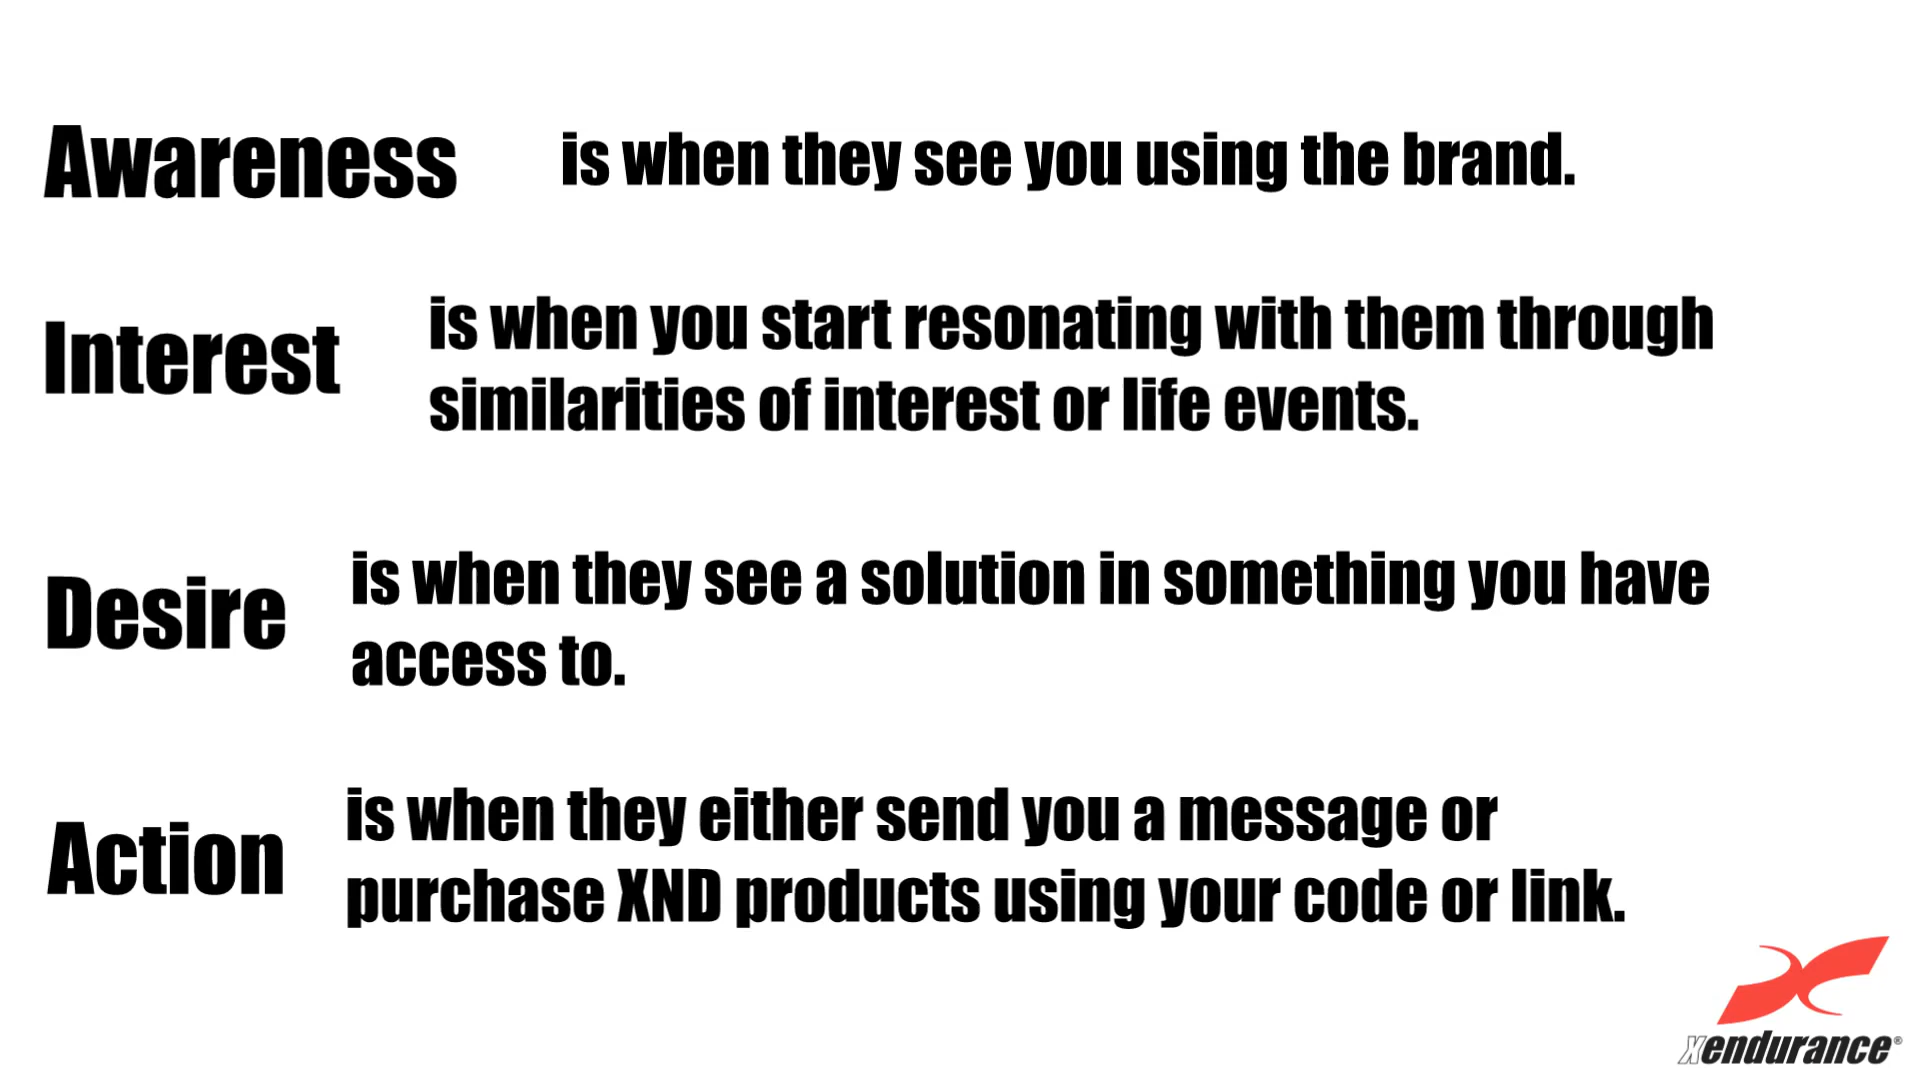 Awareness is when they see you using the brand.
Interest is when you start resonating with them through
similarities of interest or life events.
Desire is when they see a solution in something you have
access to.
Action is when they either send you a message or
purchase XND products using your code or link.
xendurance®